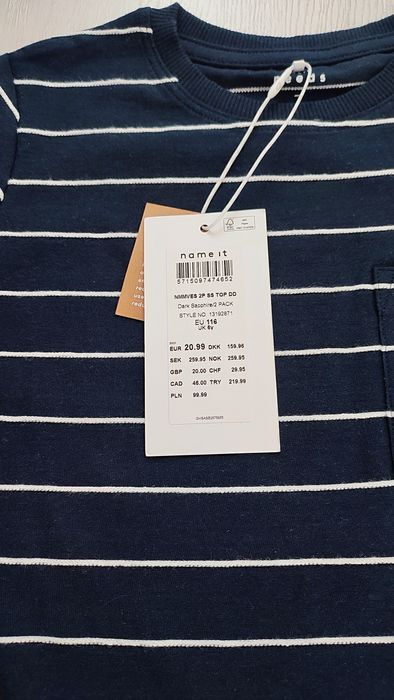 name it
5715097474652
NMMVES 2P SS TOP DD
Dark Sapphire/2 PACK
STYLE NO 13192871
EU 116
UK 6y
EUR 20.99 DKK 159.95
SEK 259.95 NOK 259.95
GBP 20.00 CHF 29.95
CAD 46.00 TRY 219.99
PLN 99.99